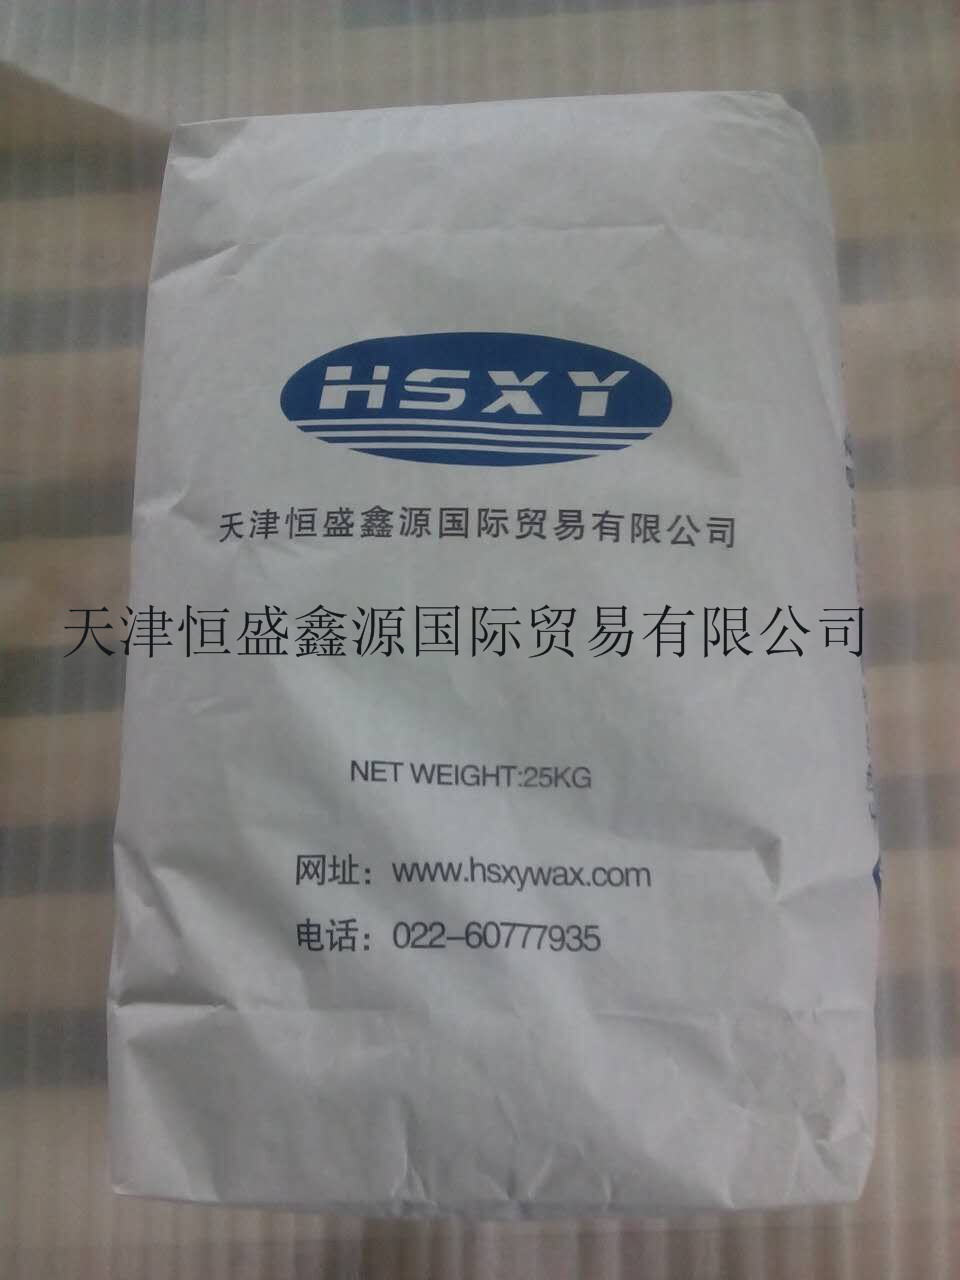 HSXY
天津恒盛鑫源国际贸易有限公司
天津恒盛鑫源国际贸易有限公司
NET WEIGHT:25KG
网址：www.hsxywax.com
电话：022-60777935